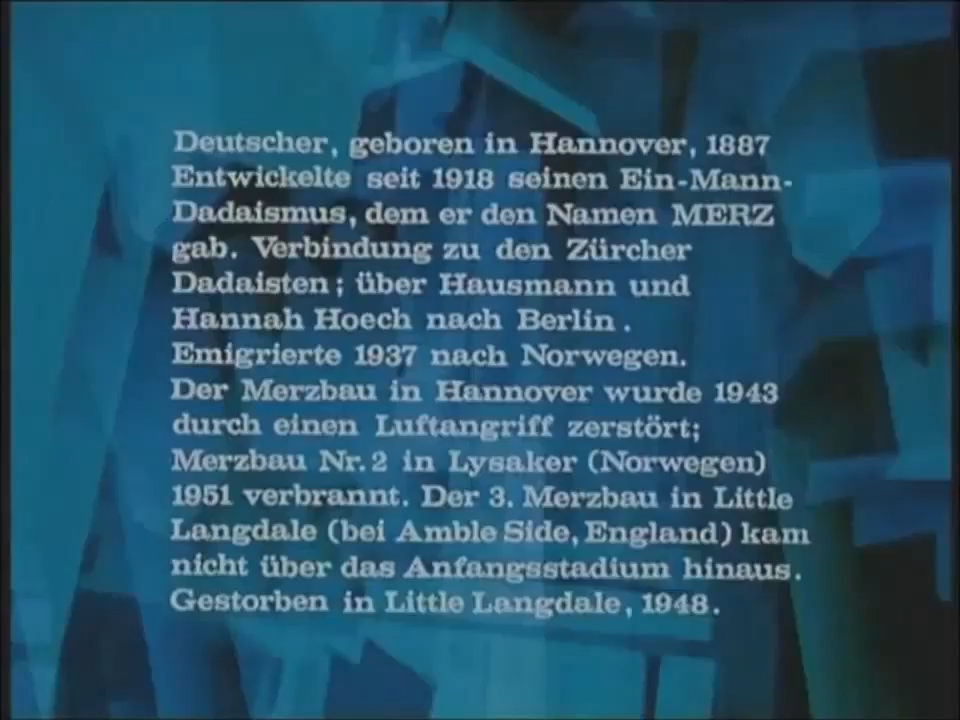 Deutscher, geboren in Hannover, 1887
Entwickelte seit 1918 seinen Ein-Mann-
Dadaismus, dem er den Namen MERZ
gab. Verbindung zu den Zürcher
Dadaisten; über Hausmann und
Hannah Hoech nach Berlin.
Emigrierte 1937 nach Norwegen.
Der Merzbau in Hannover wurde 1943
durch einen Luftangriff zerstört;
Merzbau Nr. 2 in Lysaker (Norwegen)
1951 verbrannt. Der 3. Merzbau in Little
Langdale (bei Amble Side, England) kam
nicht über das Anfangsstadium hinaus.
Gestorben in Little Langdale, 1948.